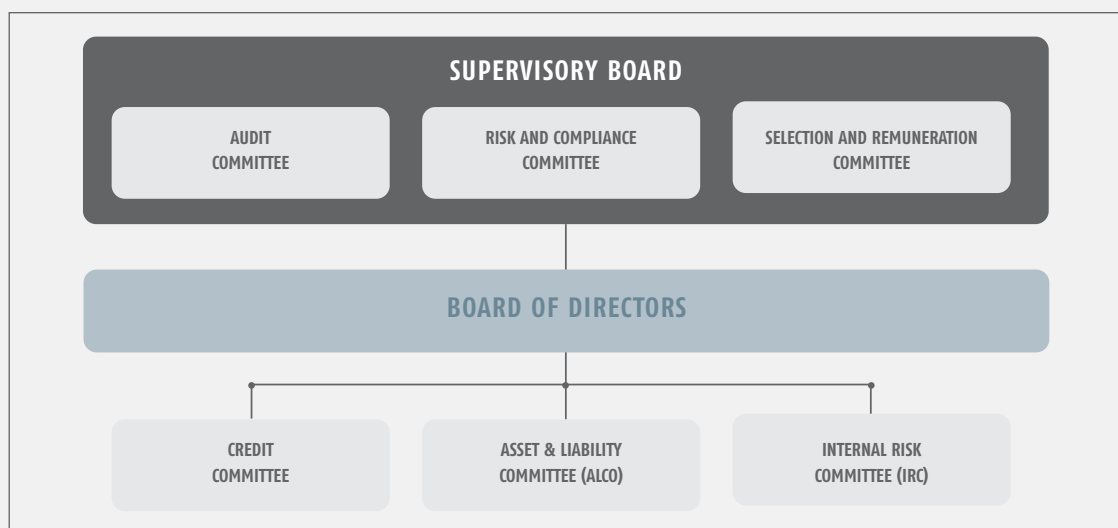 SUPERVISORY BOARD
AUDIT
COMMITTEE
RISK AND COMPLIANCE
COMMITTEE
SELECTION AND REMUNERATION
COMMITTEE
BOARD OF DIRECTORS
CREDIT
COMMITTEE
ASSET & LIABILITY
COMMITTEE (ALCO)
INTERNAL RISK
COMMITTEE (IRC)